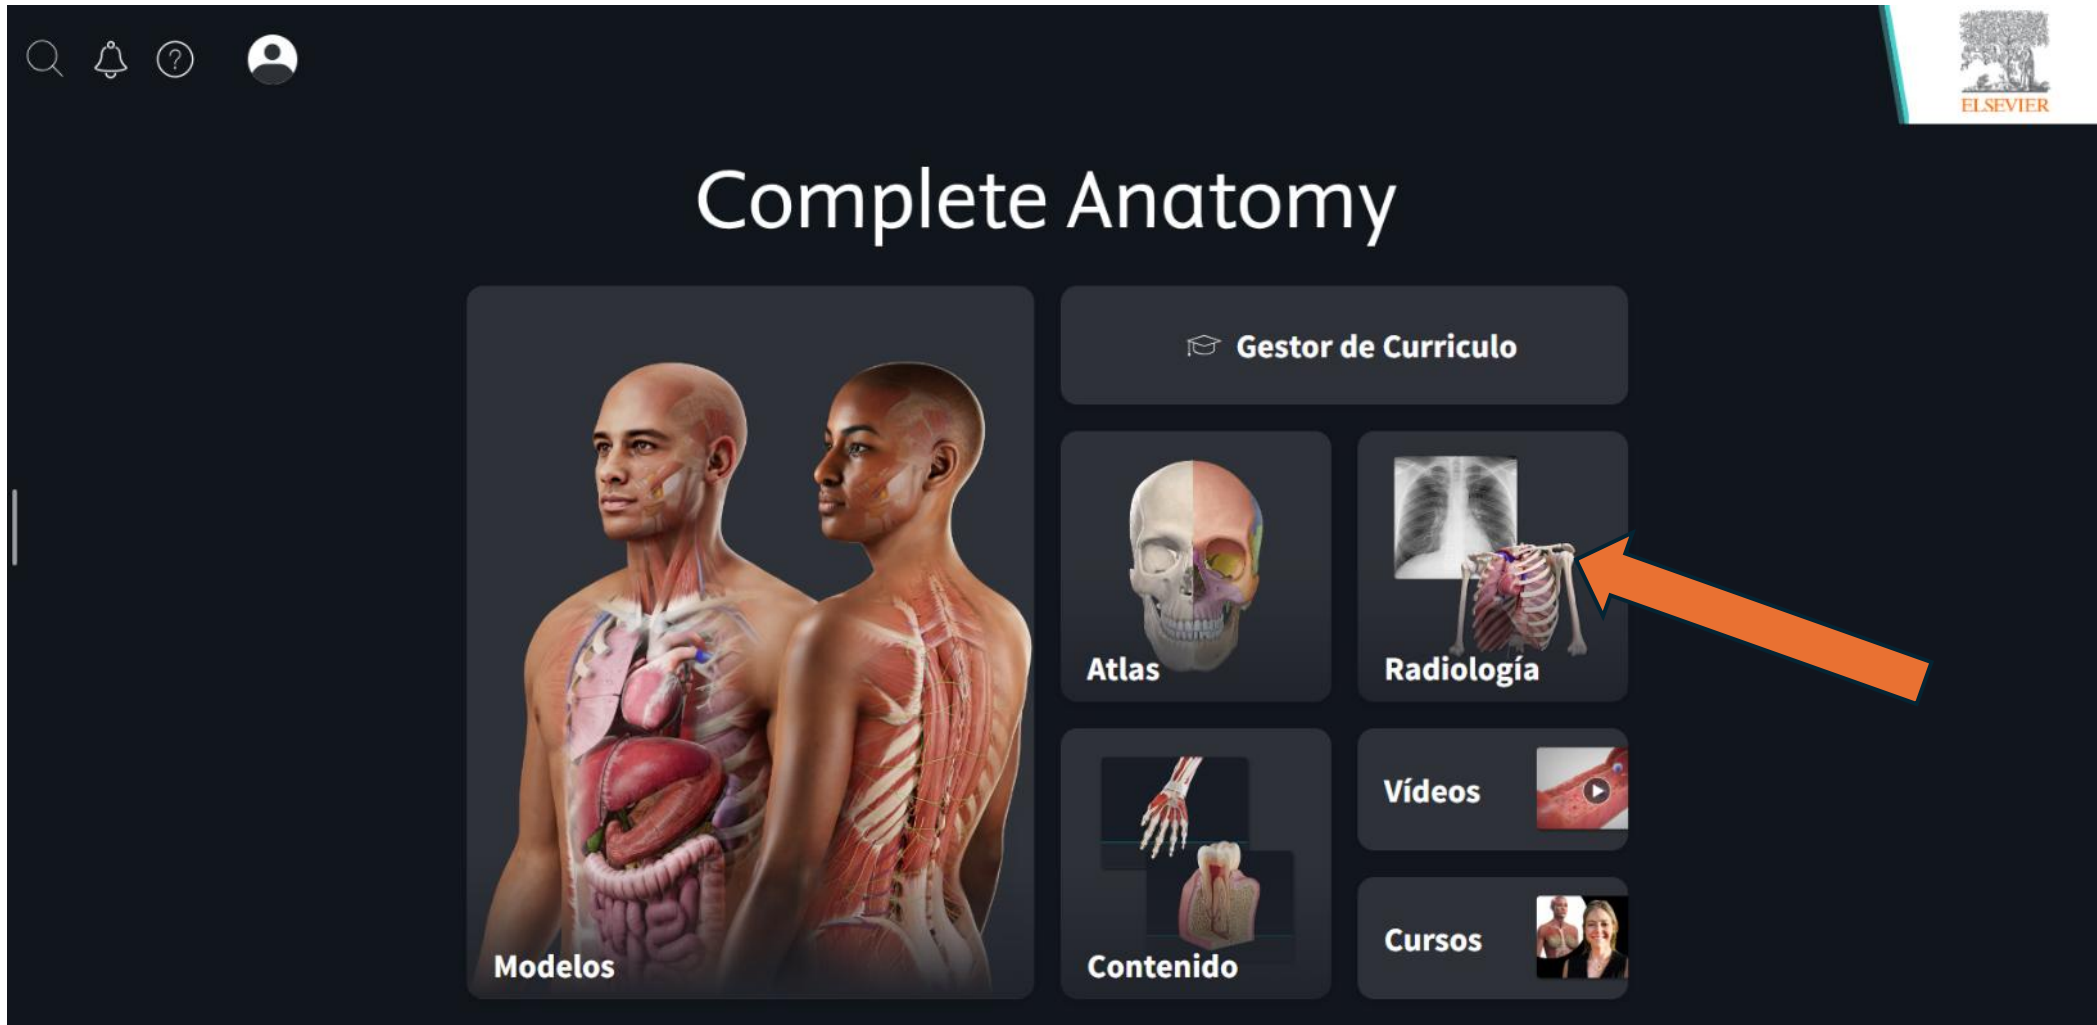 ELSEVIER
Complete Anatomy
Gestor de Curriculo
Atlas
Radiología
Vídeos
Cursos
Modelos
Contenido